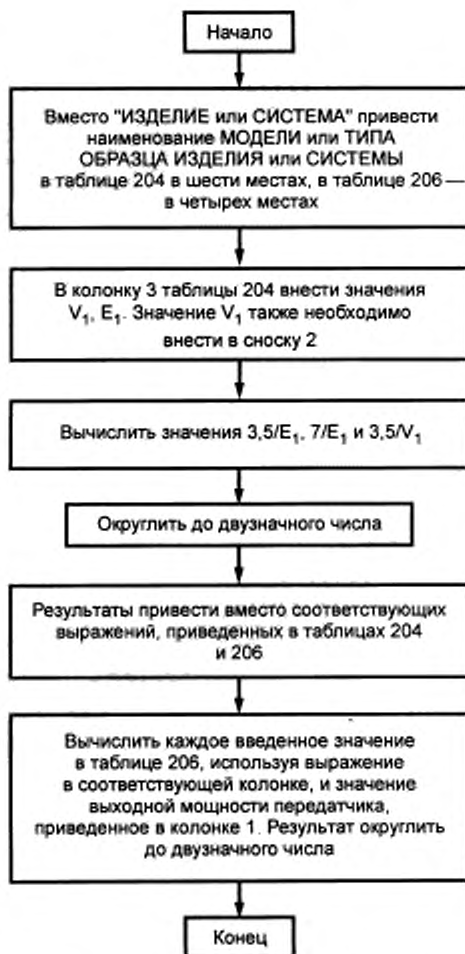 Начало
Вместо "ИЗДЕЛИЕ или СИСТЕМА" привести
наименование МОДЕЛИ или ТИПА
ОБРАЗЦА ИЗДЕЛИЯ или СИСТЕМЫ
в таблице 204 в шести местах, в таблице 206 —
в четырех местах
В колонку 3 таблицы 204 внести значения
V₁, E₁. Значение V₁ также необходимо
внести в сноску 2
Вычислить значения 3,5/E₁, 7/E₁ и 3,5/V₁
Округлить до двузначного числа
Результаты привести вместо соответствующих
выражений, приведенных в таблицах 204
и 206
Вычислить каждое введенное значение
в таблице 206, используя выражение
в соответствующей колонке, и значение
выходной мощности передатчика,
приведенное в колонке 1. Результат округлить
до двузначного числа
Конец